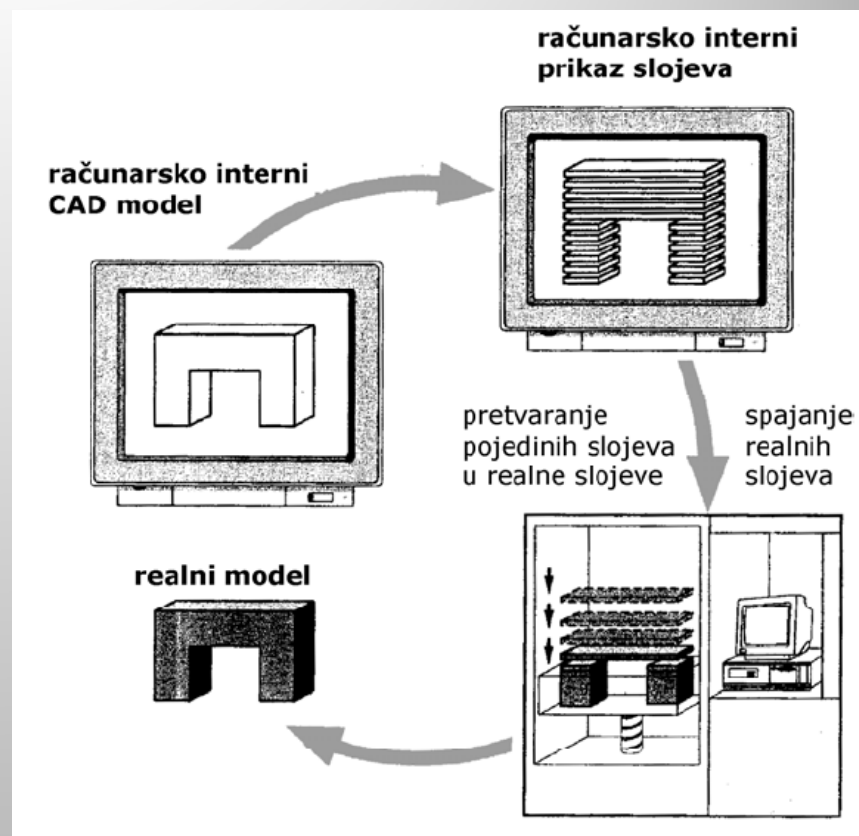 računarsko interni
prikaz slojeva
računarsko interni
CAD model
pretvaranje
pojedinih slojeva
u realne slojeve
spajanje
realnih
slojeva
realni model